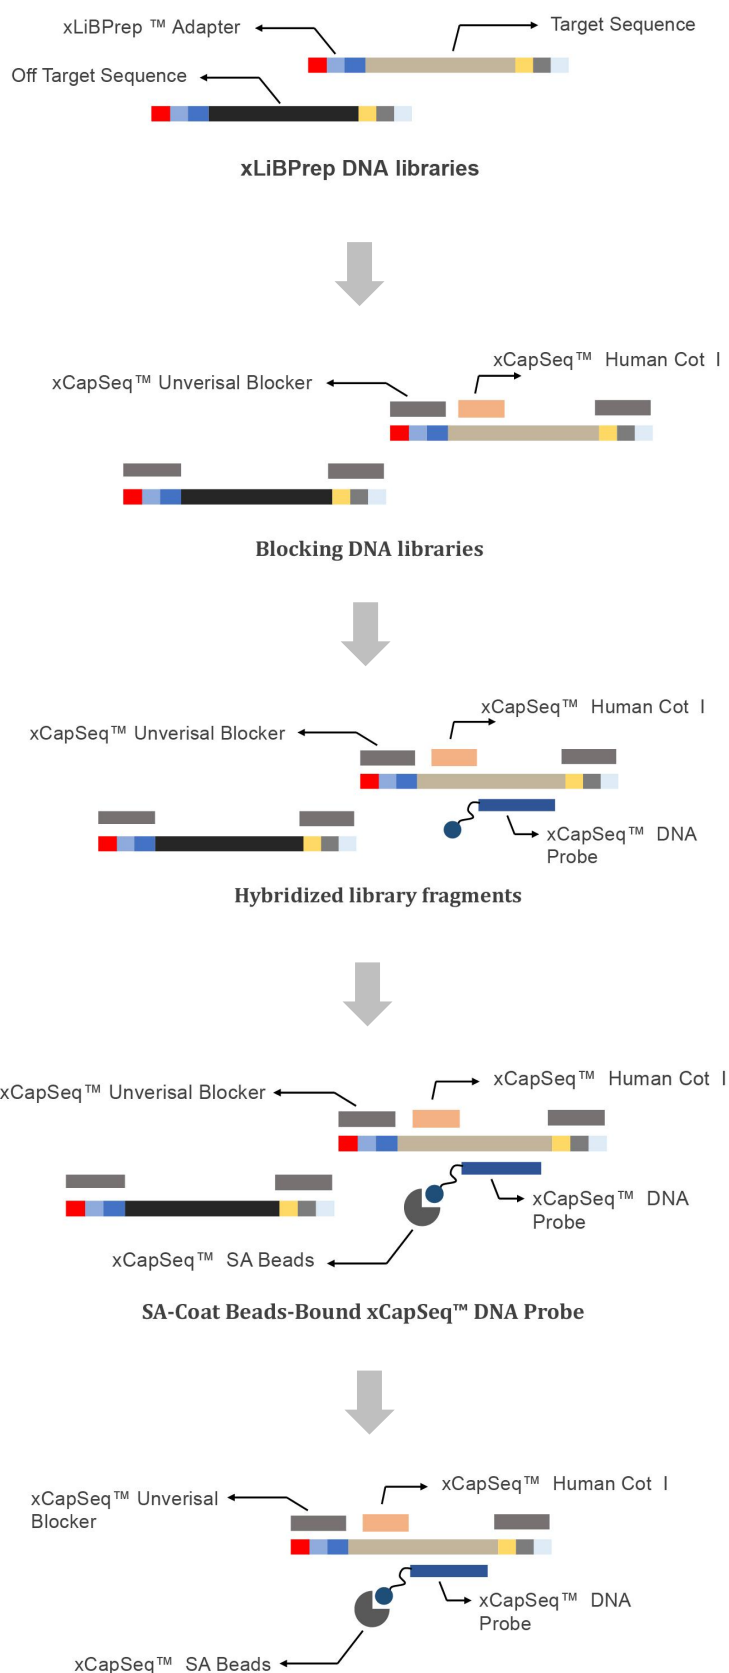 xLiBPrep ™ Adapter
Target Sequence
Off Target Sequence
xLiBPrep DNA libraries
xCapSeq™ Human Cot I
xCapSeq™ Unverisal Blocker
Blocking DNA libraries
xCapSeq™ Human Cot I
xCapSeq™ Unverisal Blocker
xCapSeq™ DNA
Probe
Hybridized library fragments
xCapSeq™ Human Cot I
xCapSeq™ Unverisal Blocker
xCapSeq™ DNA
Probe
xCapSeq™ SA Beads
SA-Coat Beads-Bound xCapSeq™ DNA Probe
xCapSeq™ Human Cot I
xCapSeq™ Unverisal
Blocker
xCapSeq™ DNA
Probe
xCapSeq™ SA Beads